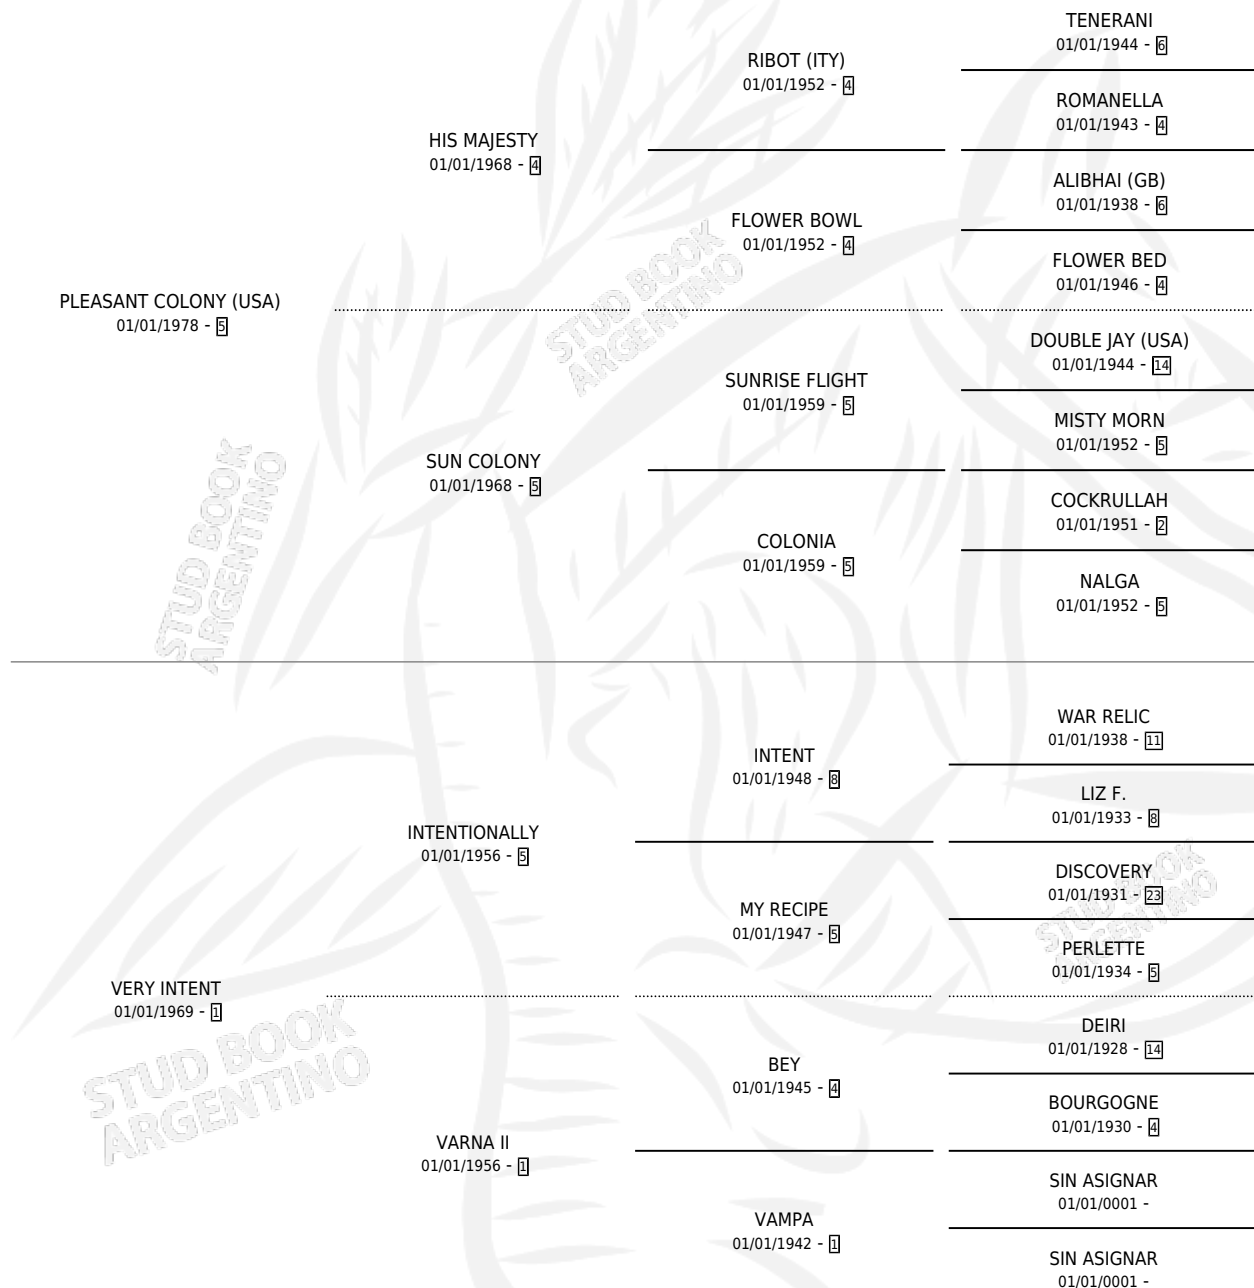 TENERANI
01/01/1944 - 6
RIBOT (ITY)
01/01/1952 - 4
ROMANELLA
01/01/1943 - 4
HIS MAJESTY
01/01/1968 - 4
ALIBHAI (GB)
01/01/1938 - 6
FLOWER BOWL
01/01/1952 - 4
FLOWER BED
01/01/1946 - 4
PLEASANT COLONY (USA)
01/01/1978 - 5
DOUBLE JAY (USA)
01/01/1944 - 14
SUNRISE FLIGHT
01/01/1959 - 5
MISTY MORN
01/01/1952 - 5
SUN COLONY
01/01/1968 - 5
COCKRULLAH
01/01/1951 - 2
COLONIA
01/01/1959 - 5
NALGA
01/01/1952 - 5
WAR RELIC
01/01/1938 - 11
INTENT
01/01/1948 - 8
LIZ F.
01/01/1933 - 8
INTENTIONALLY
01/01/1956 - 5
DISCOVERY
01/01/1931 - 23
MY RECIPE
01/01/1947 - 5
PERLETTE
01/01/1934 - 5
VERY INTENT
01/01/1969 - 1
DEIRI
01/01/1928 - 14
BEY
01/01/1945 - 4
BOURGOGNE
01/01/1930 - 4
VARNA II
01/01/1956 - 1
SIN ASIGNAR
01/01/0001 -
VAMPA
01/01/1942 - 1
SIN ASIGNAR
01/01/0001 -
STUD BOOK
ARGENTINO
STUD BOOK
ARGENTINO
STUD BOOK
ARGENTINO
STUD BOOK
ARGENTINO